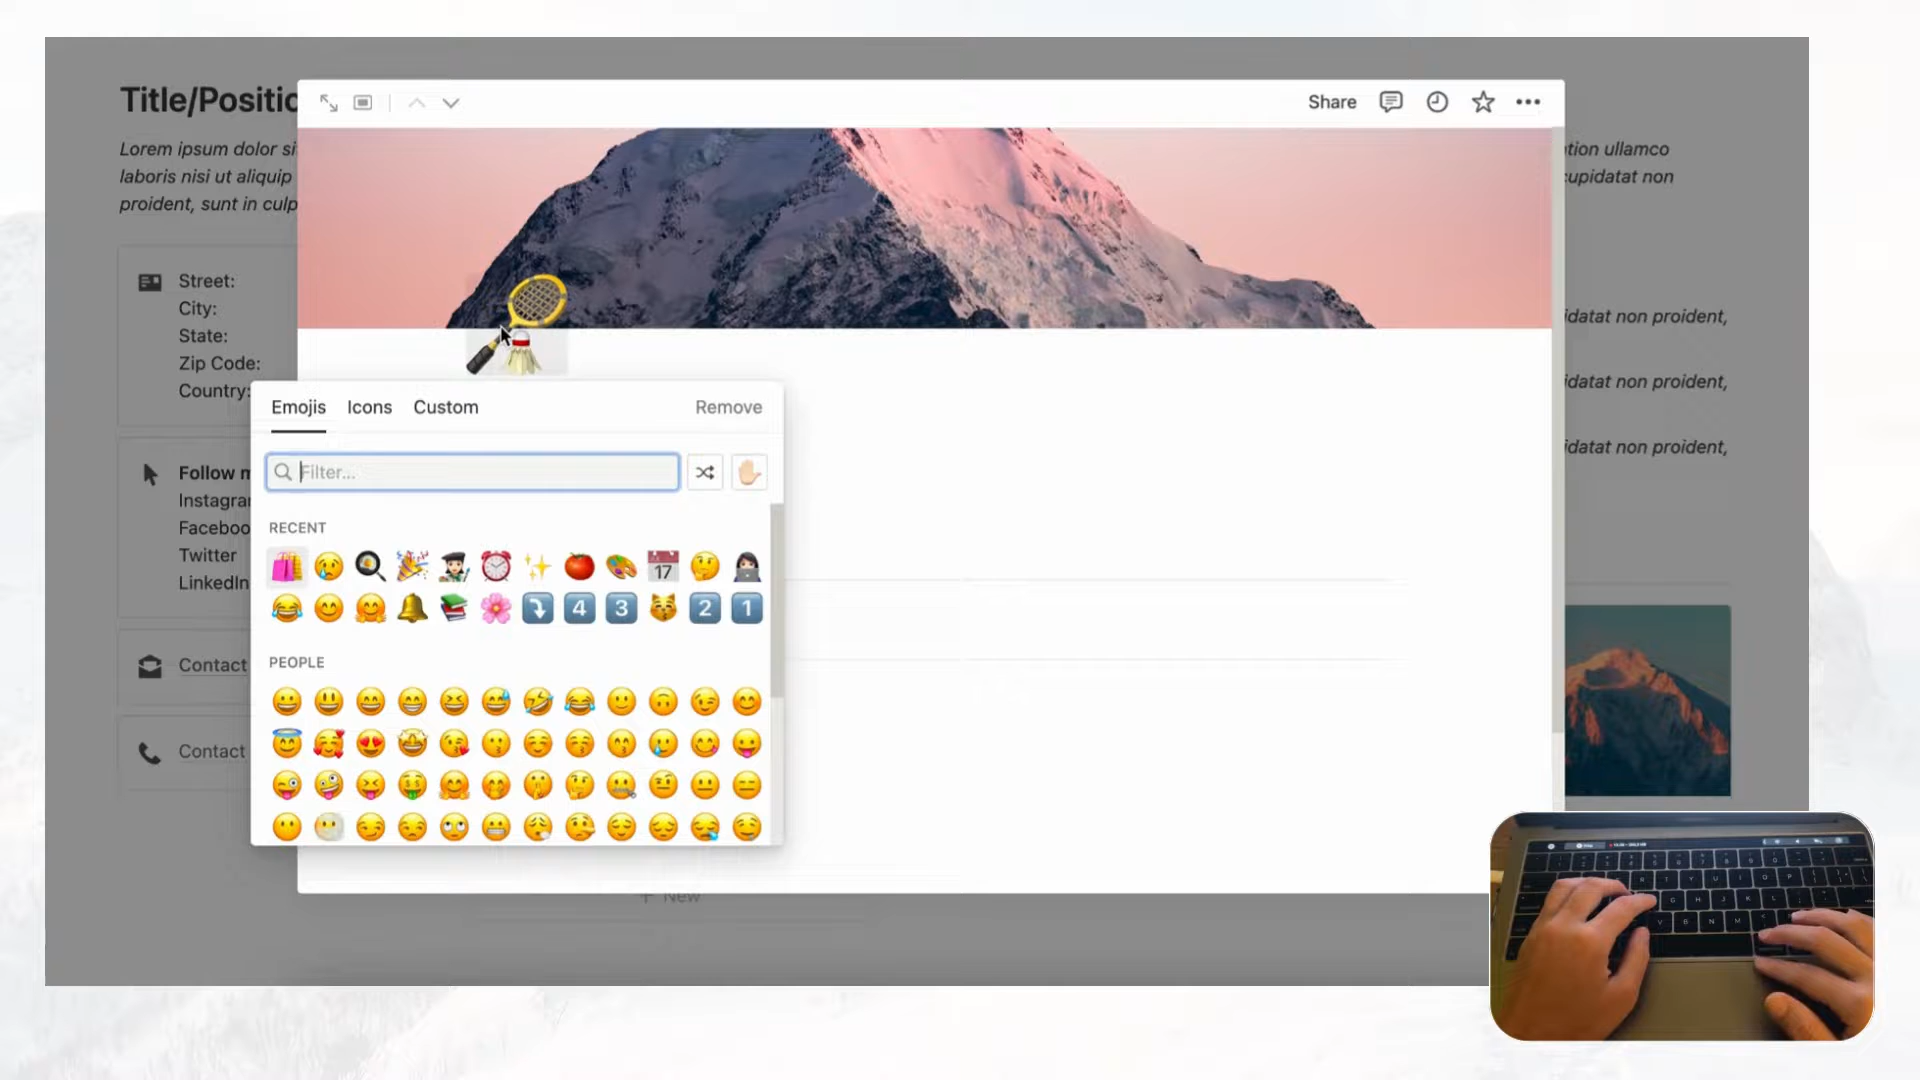 Title/Positio
Share
Lorem ipsum dolor si
tion ullamco
laboris nisi ut aliquip
cupidatat non
proident, sunt in culp
Street:
City:
State:
Zip Code:
Country:
idatat non proident,
idatat non proident,
idatat non proident,
Emojis Icons Custom Remove
Filter...
Follow m
Instagra
Faceboo
Twitter
LinkedIn
RECENT
17
4 3 2 1
PEOPLE
Contact
Contact
+ New